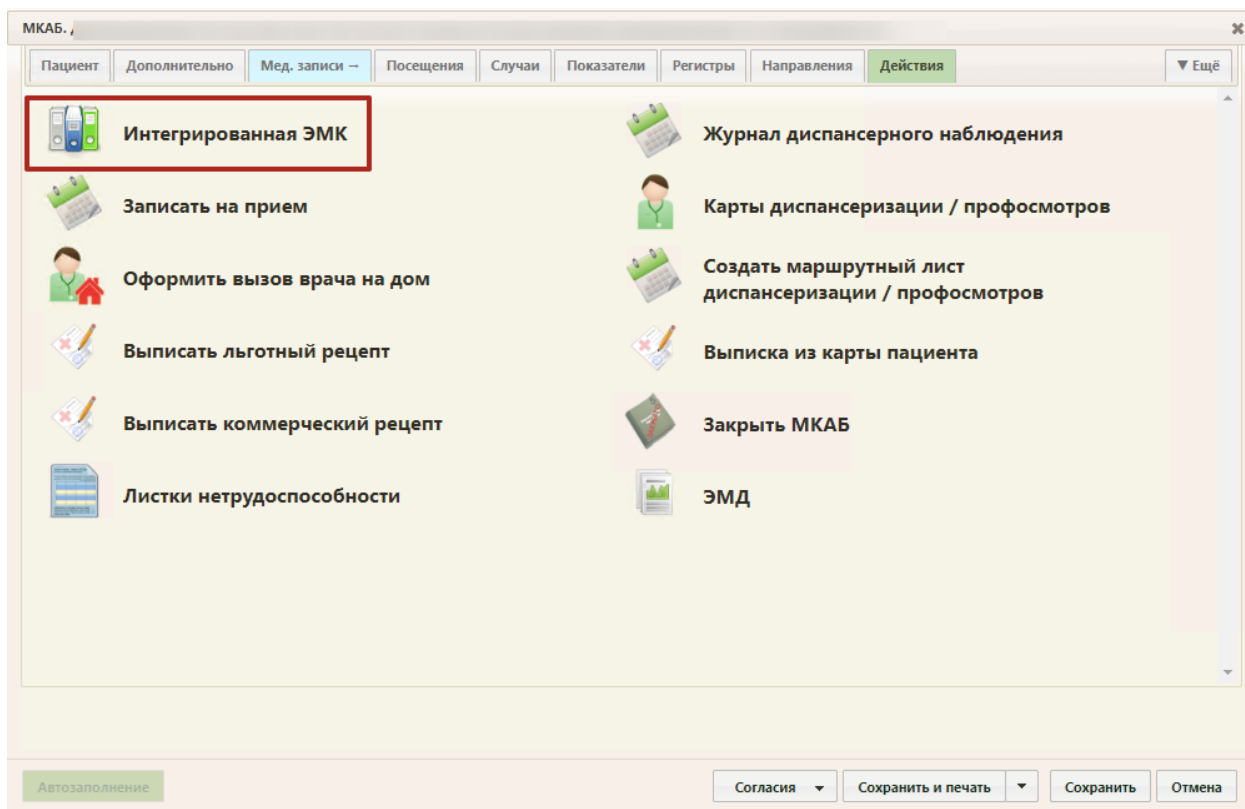 МКАБ.
Пациент Дополнительно Мед. записи → Посещения Случаи Показатели Регистры Направления Действия ▼ Ещё
Интегрированная ЭМК
Журнал диспансерного наблюдения
Записать на прием
Карты диспансеризации / профосмотров
Оформить вызов врача на дом
Создать маршрутный лист
диспансеризации / профосмотров
Выписать льготный рецепт
Выписка из карты пациента
Выписать коммерческий рецепт
Закрыть МКАБ
Листки нетрудоспособности
ЭМД
Автозаполнение Согласия Сохранить и печать Сохранить Отмена